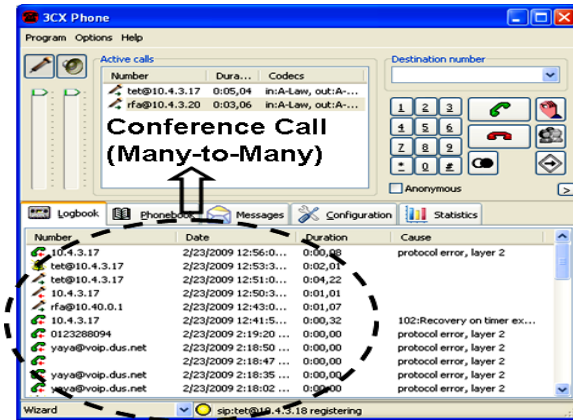 3CX Phone
Program Options Help
Active calls
Number Dura... Codecs
tet@10.4.3.17 0:05,04 in:A-Law, out:A-...
rfa@10.4.3.20 0:03,06 in:A-Law, out:A-...
Conference Call
(Many-to-Many)
Destination number
1 2 3
4 5 6
7 8 9
* 0 #
Anonymous
>
Logbook Phonebook Messages Configuration Statistics
Number Date Duration Cause
10.4.3.17 2/23/2009 12:56:0... 0:00,08 protocol error, layer 2
tet@10.4.3.17 2/23/2009 12:53:3... 0:02,01
tet@10.4.3.17 2/23/2009 12:51:0... 0:04,22
10.4.3.17 2/23/2009 12:50:3... 0:01,01
rfa@10.40.0.1 2/23/2009 12:43:0... 0:01,07
10.4.3.17 2/23/2009 12:41:5... 0:00,32 102:Recovery on timer ex...
0123288094 2/23/2009 2:19:20 ... 0:00,00 protocol error, layer 2
yaya@voip.dus.net 2/23/2009 2:18:50 ... 0:00,00 protocol error, layer 2
2/23/2009 2:18:47 ... 0:00,00 protocol error, layer 2
yaya@voip.dus.net 2/23/2009 2:18:35 ... 0:00,00 protocol error, layer 2
yaya@voip.dus.net 2/23/2009 2:18:02 ... 0:00,00 protocol error, layer 2
Wizard sip:tet@10.4.3.18 registering